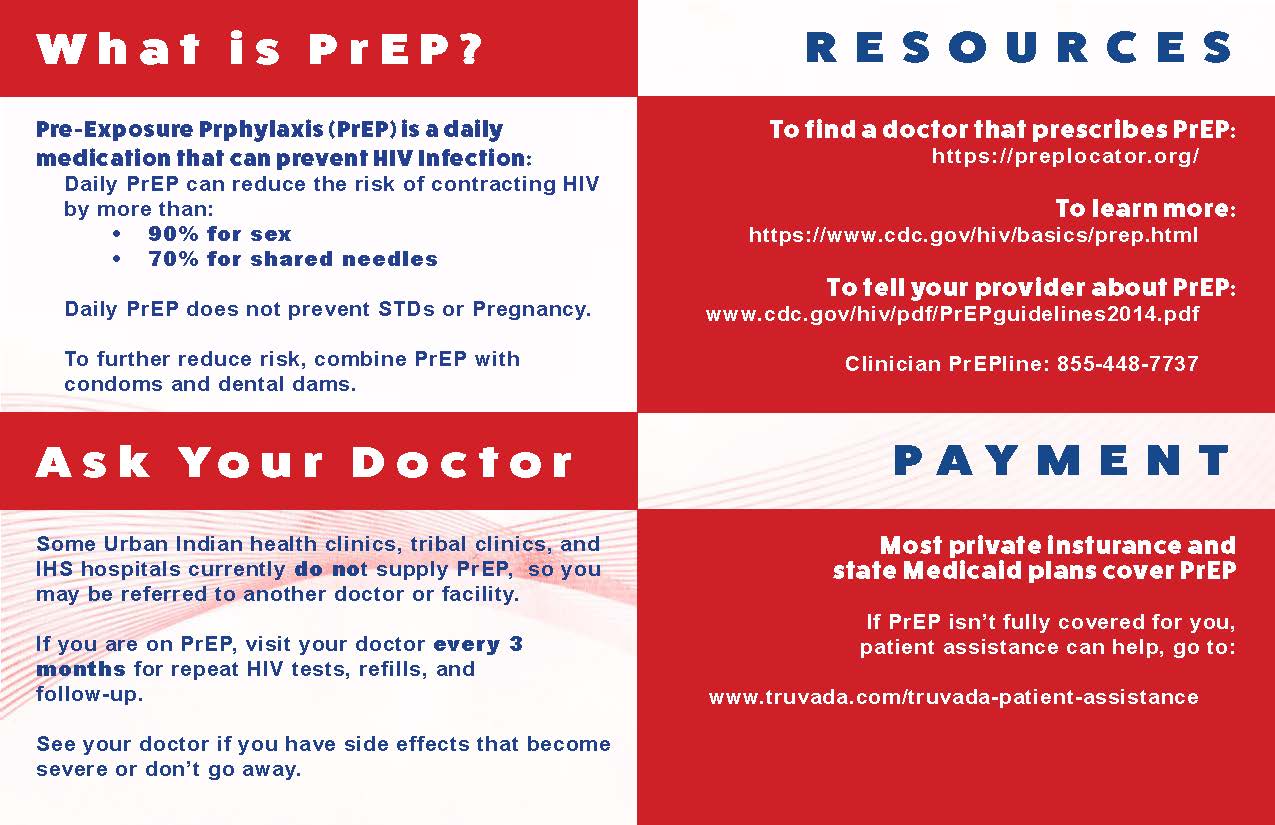 What is PrEP?
Pre-Exposure Prphylaxis (PrEP) is a daily
medication that can prevent HIV Infection:
Daily PrEP can reduce the risk of contracting HIV
by more than:
• 90% for sex
• 70% for shared needles
Daily PrEP does not prevent STDs or Pregnancy.
To further reduce risk, combine PrEP with
condoms and dental dams.
RESOURCES
To find a doctor that prescribes PrEP:
https://preplocator.org/
To learn more:
https://www.cdc.gov/hiv/basics/prep.html
To tell your provider about PrEP:
www.cdc.gov/hiv/pdf/PrEPguidelines2014.pdf
Clinician PrEPline: 855-448-7737
Ask Your Doctor
Some Urban Indian health clinics, tribal clinics, and
IHS hospitals currently do not supply PrEP, so you
may be referred to another doctor or facility.
If you are on PrEP, visit your doctor every 3
months for repeat HIV tests, refills, and
follow-up.
See your doctor if you have side effects that become
severe or don't go away.
PAYMENT
Most private insturance and
state Medicaid plans cover PrEP
If PrEP isn't fully covered for you,
patient assistance can help, go to:
www.truvada.com/truvada-patient-assistance